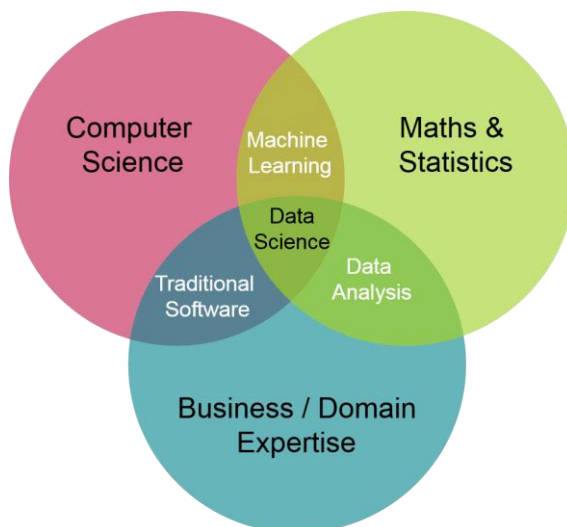 Computer
Science
Machine
Learning
Maths &
Statistics
Data
Science
Traditional
Software
Data
Analysis
Business / Domain
Expertise